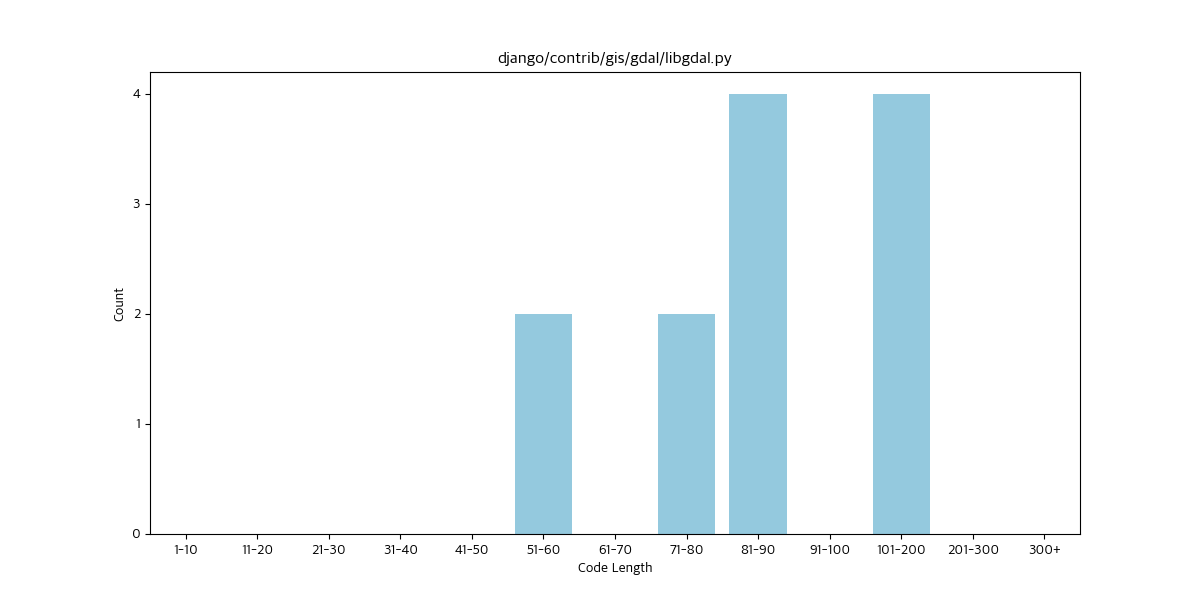 django/contrib/gis/gdal/libgdal.py
4
3
2
1
0
Count
1-10 11-20 21-30 31-40 41-50 51-60 61-70 71-80 81-90 91-100 101-200 201-300 300+
Code Length